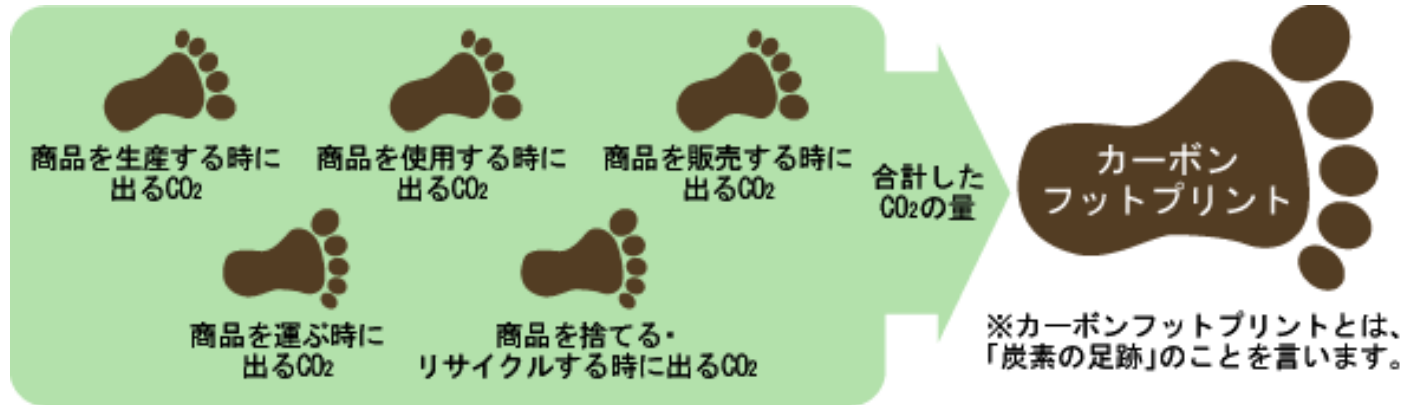 商品を生産する時に
出るCO₂
商品を使用する時に
出るCO₂
商品を販売する時に
出るCO₂
商品を運ぶ時に
出るCO₂
商品を捨てる・
リサイクルする時に出るCO₂
合計した
CO₂の量
カーボン
フットプリント
※カーボンフットプリントとは、
｢炭素の足跡｣のことを言います。